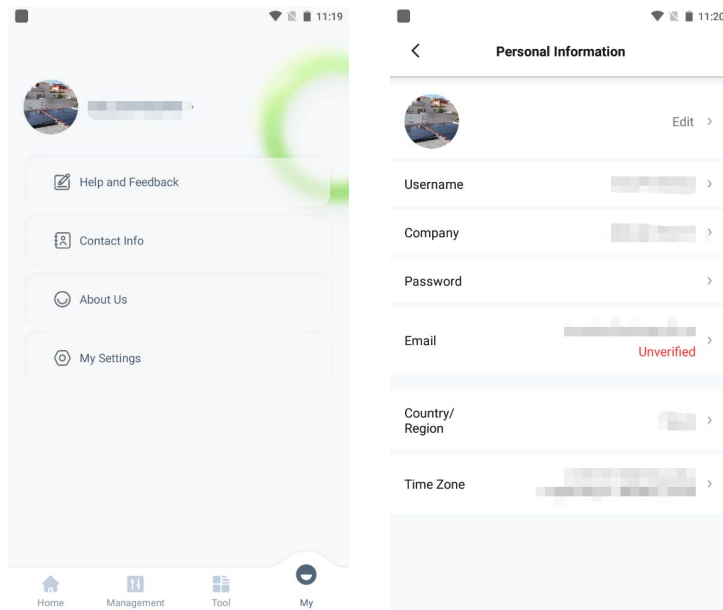 11:19
Help and Feedback
Contact Info
About Us
My Settings
Home Management Tool My
11:20
Personal Information
Edit
Username
Company
Password
Email
Unverified
Country/
Region
Time Zone